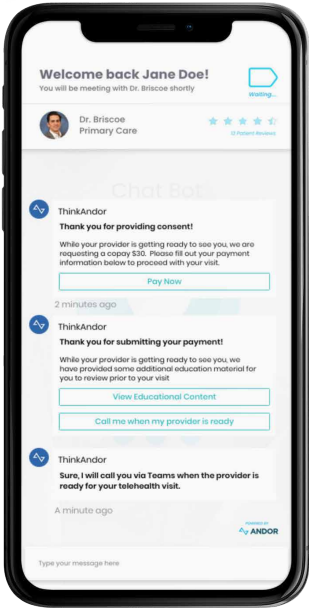 Welcome back Jane Doe!
You will be meeting with Dr. Briscoe shortly
Waiting...
Dr. Briscoe
Primary Care
13 Patient Reviews
Chat Bot
ThinkAndor
Thank you for providing consent!
While your provider is getting ready to see you, we are
requesting a copay $30. Please fill out your payment
information below to proceed with your visit.
Pay Now
2 minutes ago
ThinkAndor
Thank you for submitting your payment!
While your provider is getting ready to see you, we
have provided some additional education material for
you to review prior to your visit
View Educational Content
Call me when my provider is ready
ThinkAndor
Sure, I will call you via Teams when the provider is
ready for your telehealth visit.
A minute ago
POWERED BY
ANDOR
Type your message here